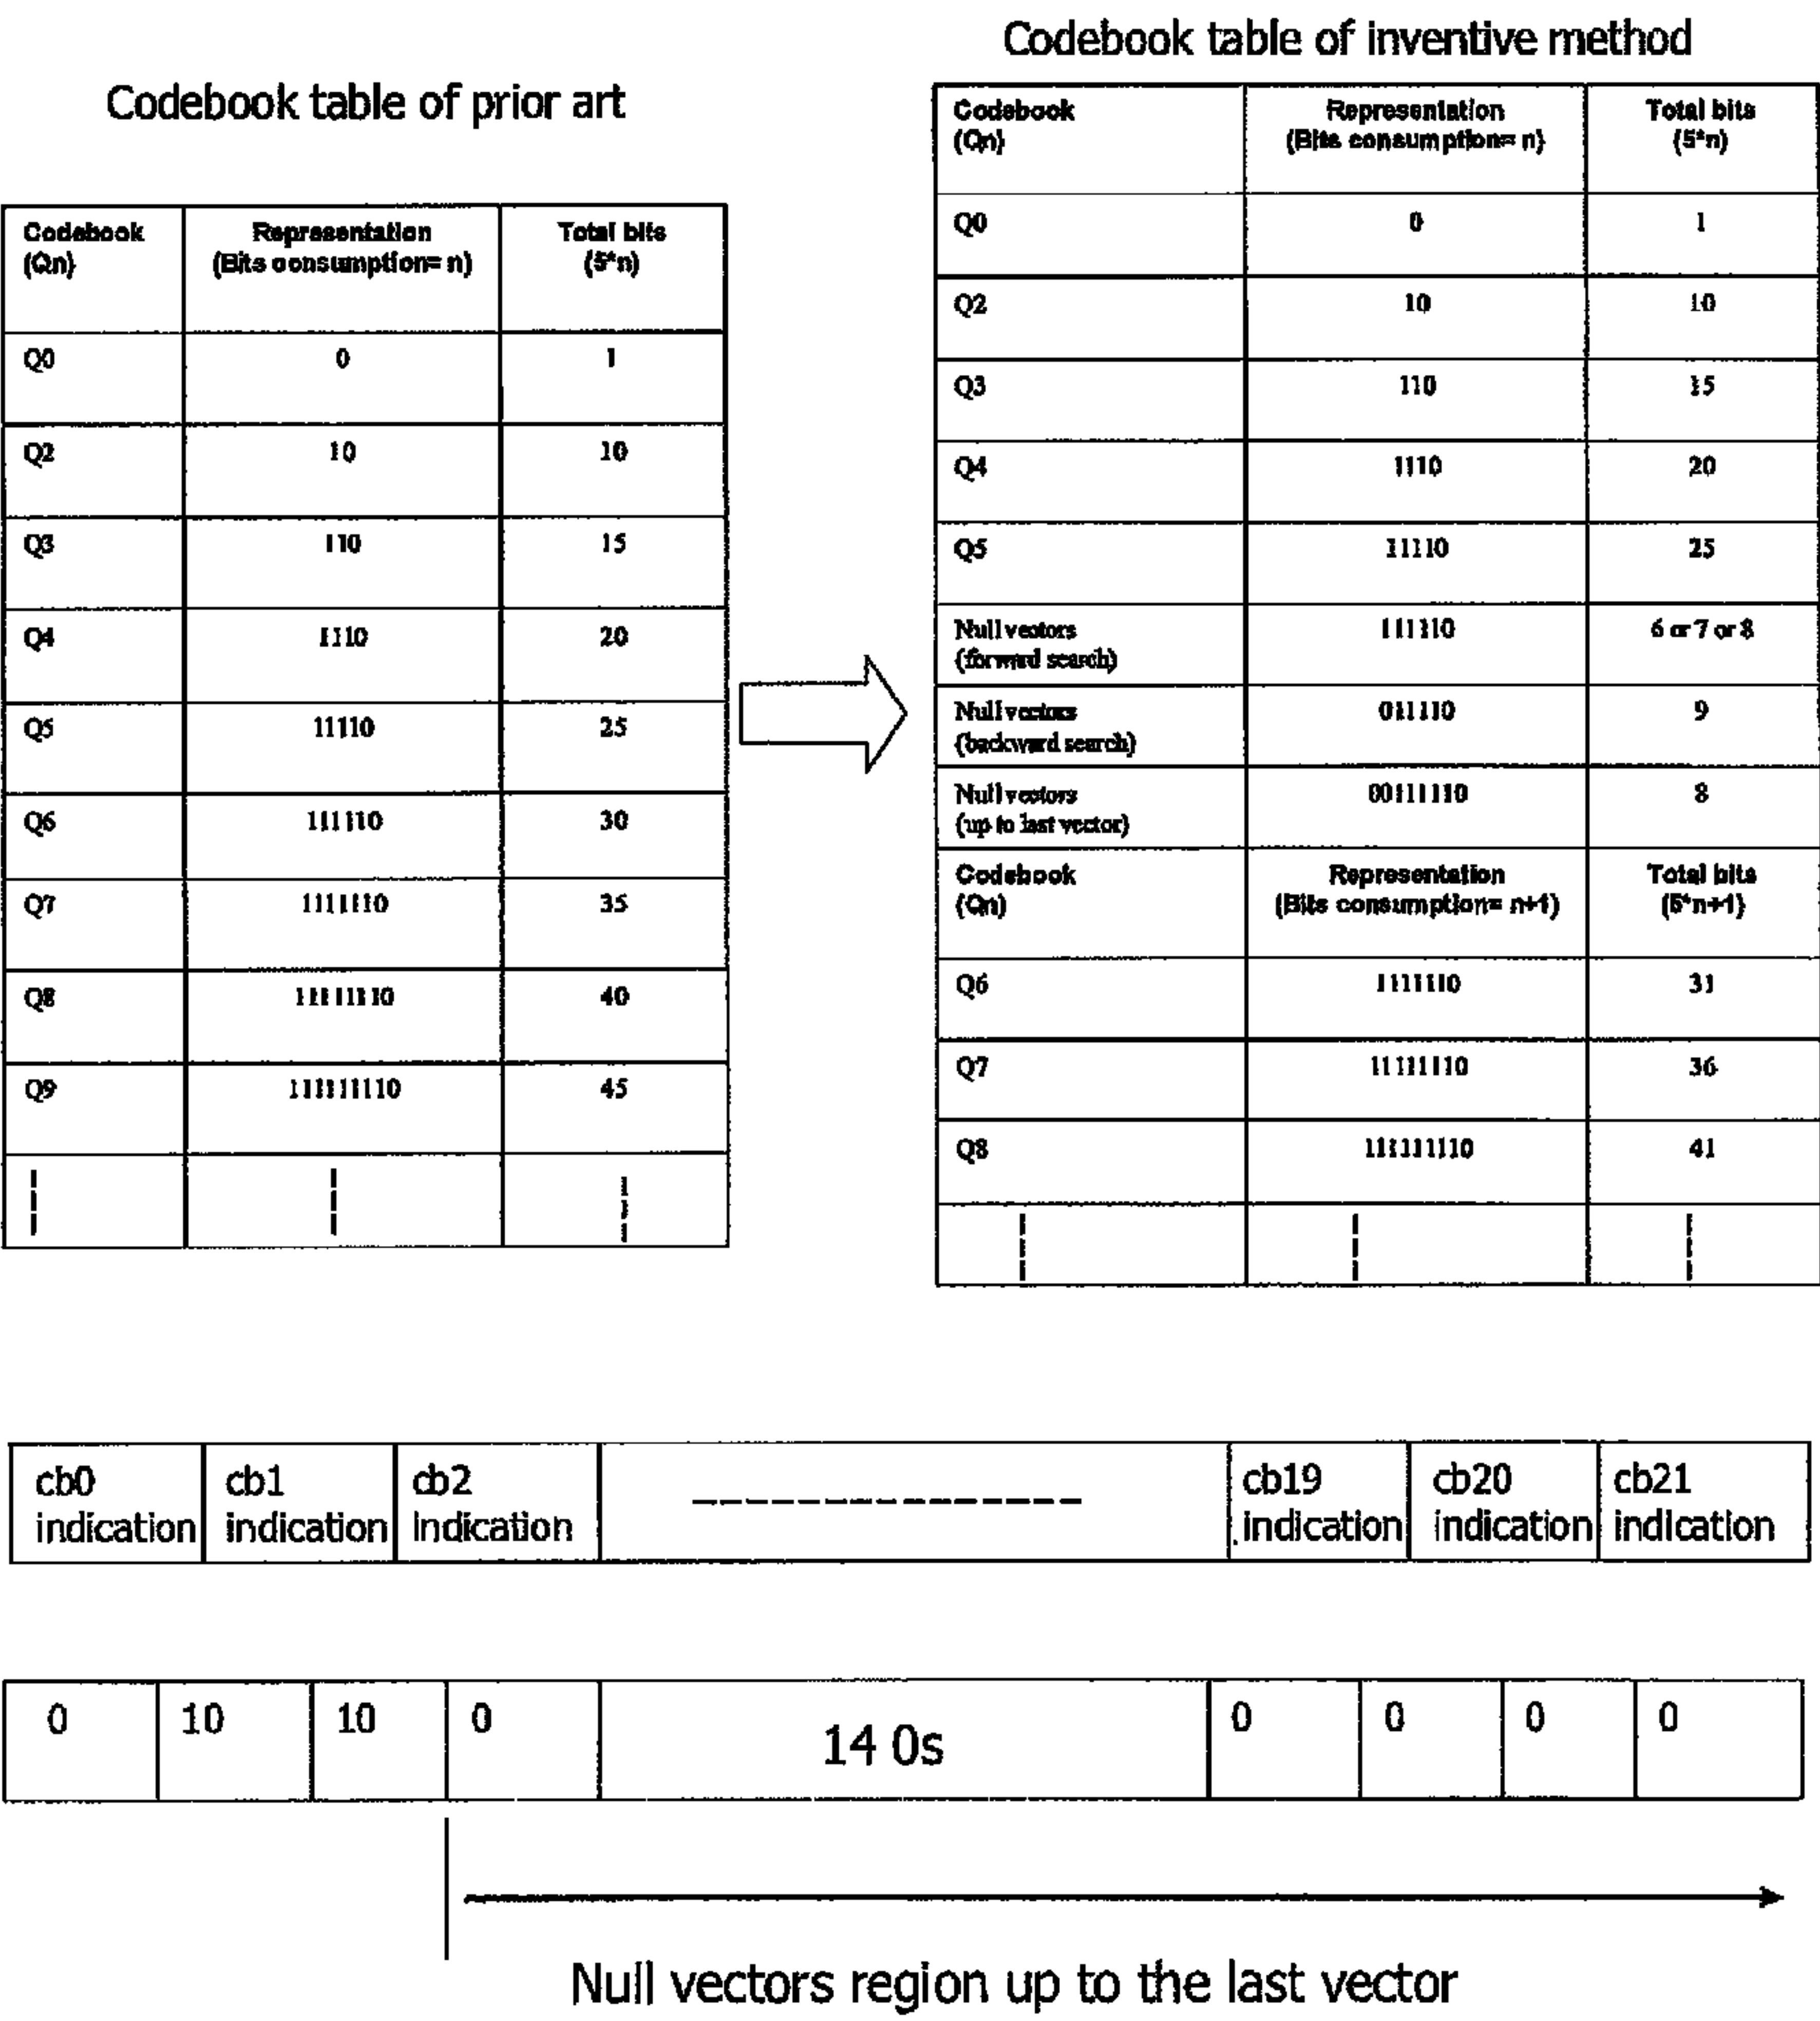 Codebook table of prior art
Codebook (Qn) Representation (Bits consumption= n) Total bits (5*n)
Q0 0 1
Q2 10 10
Q3 110 15
Q4 1110 20
Q5 11110 25
Q6 111110 30
Q7 1111110 35
Q8 11111110 40
Q9 111111110 45
Codebook table of inventive method
Codebook (Qn) Representation (Bits consumption= n) Total bits (5*n)
Q0 0 1
Q2 10 10
Q3 110 15
Q4 1110 20
Q5 11110 25
Null vectors (forward search) 111110 6 or 7 or 8
Null vectors (backward search) 011110 9
Null vectors (up to last vector) 00111110 8
Codebook (Qn) Representation (Bits consumption= n+1) Total bits (5*n+1)
Q6 1111110 31
Q7 11111110 36
Q8 111111110 41
cb0 indication cb1 indication cb2 indication cb19 indication cb20 indication cb21 indication
0 10 10 0 14 0s 0 0 0 0
Null vectors region up to the last vector